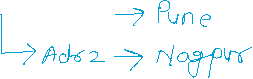 → Pune
→ Adr2 → Nagpur